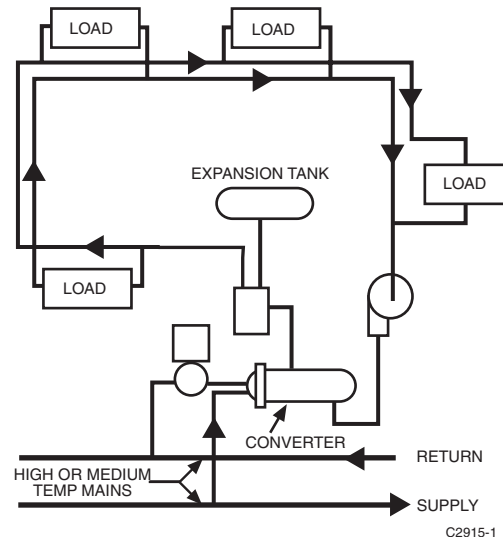 LOAD
LOAD
EXPANSION TANK
LOAD
LOAD
CONVERTER
RETURN
HIGH OR MEDIUM
TEMP MAINS
SUPPLY
C2915-1